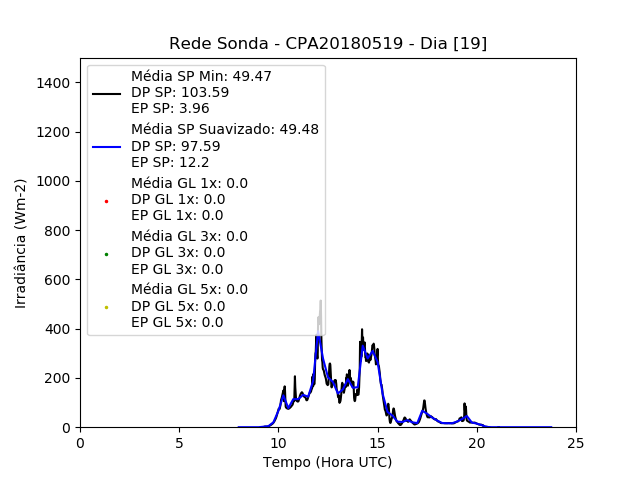 Rede Sonda - CPA20180519 - Dia [19]
Média SP Min: 49.47
DP SP: 103.59
EP SP: 3.96
Média SP Suavizado: 49.48
DP SP: 97.59
EP SP: 12.2
Média GL 1x: 0.0
DP GL 1x: 0.0
EP GL 1x: 0.0
Média GL 3x: 0.0
DP GL 3x: 0.0
EP GL 3x: 0.0
Média GL 5x: 0.0
DP GL 5x: 0.0
EP GL 5x: 0.0
Irradiância (Wm-2)
1400
1200
1000
800
600
400
200
0
0 5 10 15 20 25
Tempo (Hora UTC)